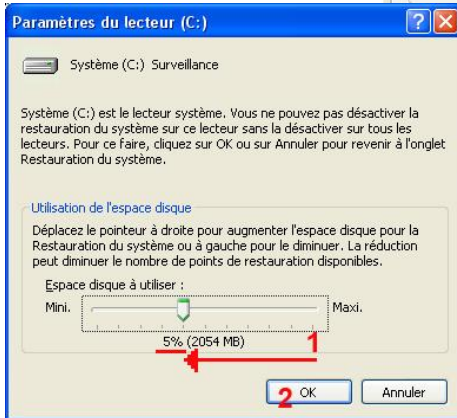 Paramètres du lecteur (C:)
Système (C:) Surveillance
Système (C:) est le lecteur système. Vous ne pouvez pas désactiver la
restauration du système sur ce lecteur sans la désactiver sur tous les
lecteurs. Pour ce faire, cliquez sur OK ou sur Annuler pour revenir à l'onglet
Restauration du système.
Utilisation de l'espace disque
Déplacez le pointeur à droite pour augmenter l'espace disque pour la
Restauration du système ou à gauche pour le diminuer. La réduction
peut diminuer le nombre de points de restauration disponibles.
Espace disque à utiliser :
Mini. Maxi.
5% (2054 MB) 1
2 OK Annuler